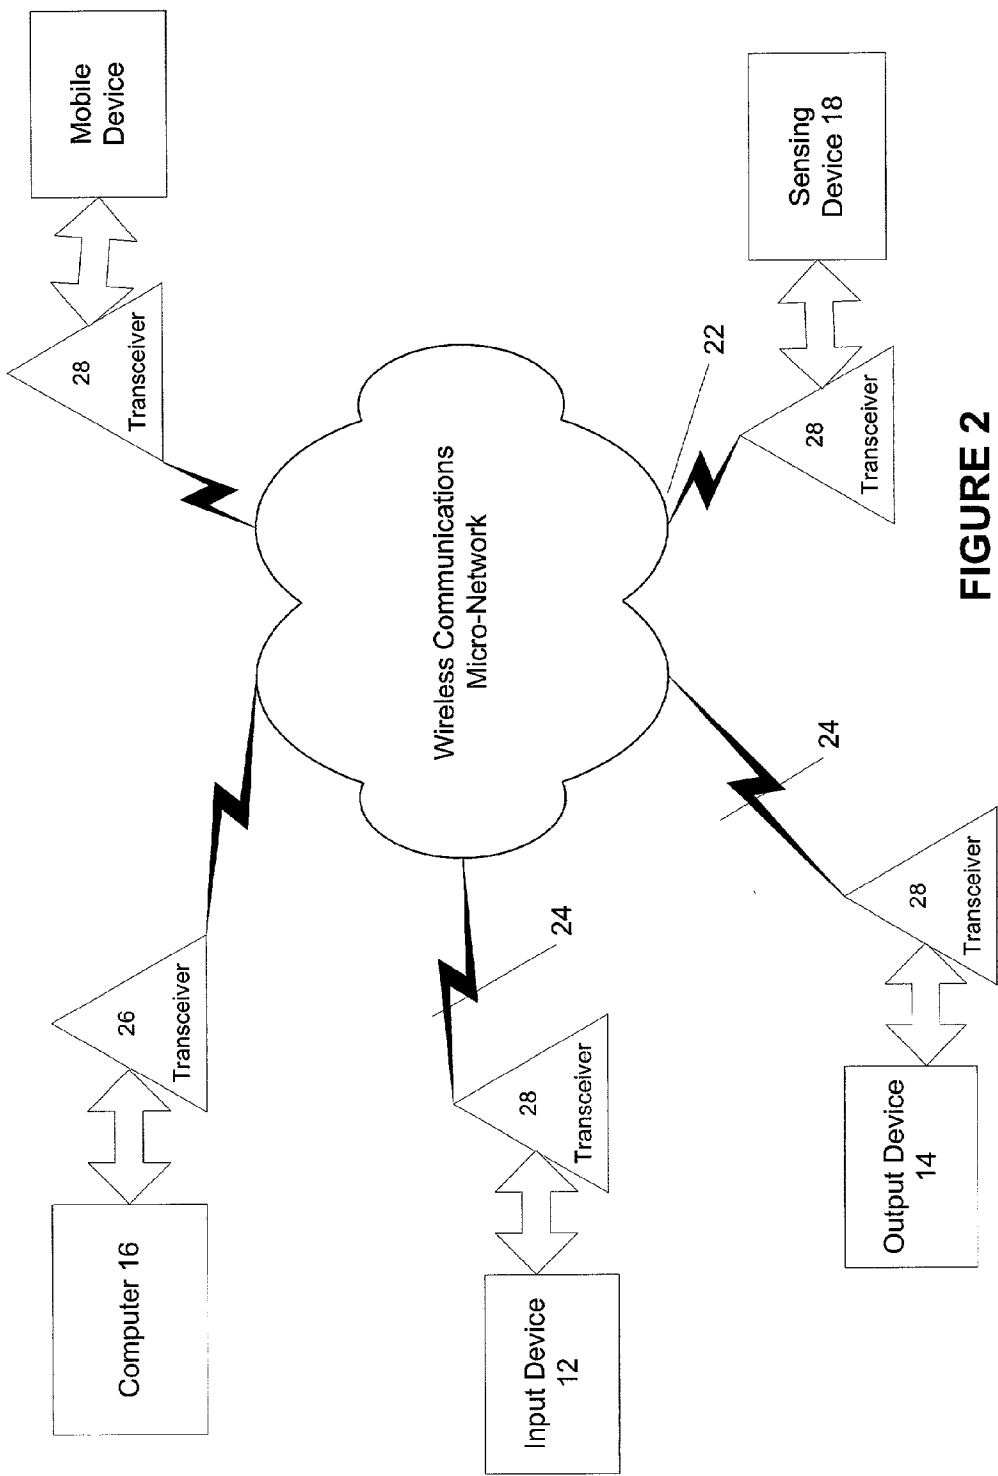 Computer 16
26
Transceiver
Mobile
Device
28
Transceiver
Input Device
12
28
Transceiver
24
Wireless Communications
Micro-Network
22
Output Device
14
28
Transceiver
24
Sensing
Device 18
28
Transceiver
FIGURE 2